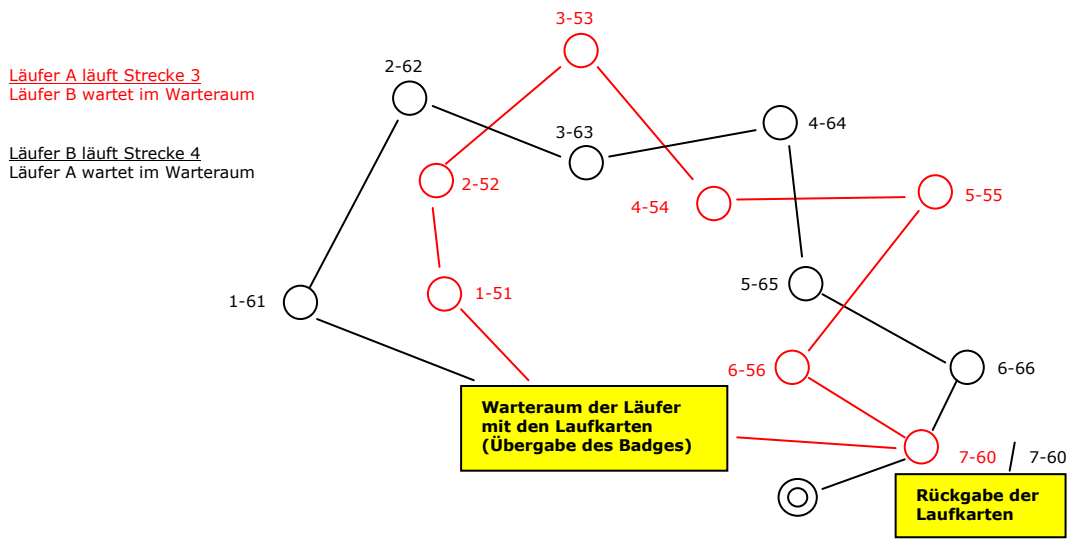 3-53
Läufer A läuft Strecke 3
Läufer B wartet im Warteraum
2-62
3-63
4-64
Läufer B läuft Strecke 4
Läufer A wartet im Warteraum
2-52
4-54
5-55
1-61
1-51
5-65
6-56
6-66
Warteraum der Läufer
mit den Laufkarten
(Übergabe des Badges)
7-60 / 7-60
Rückgabe der
Laufkarten